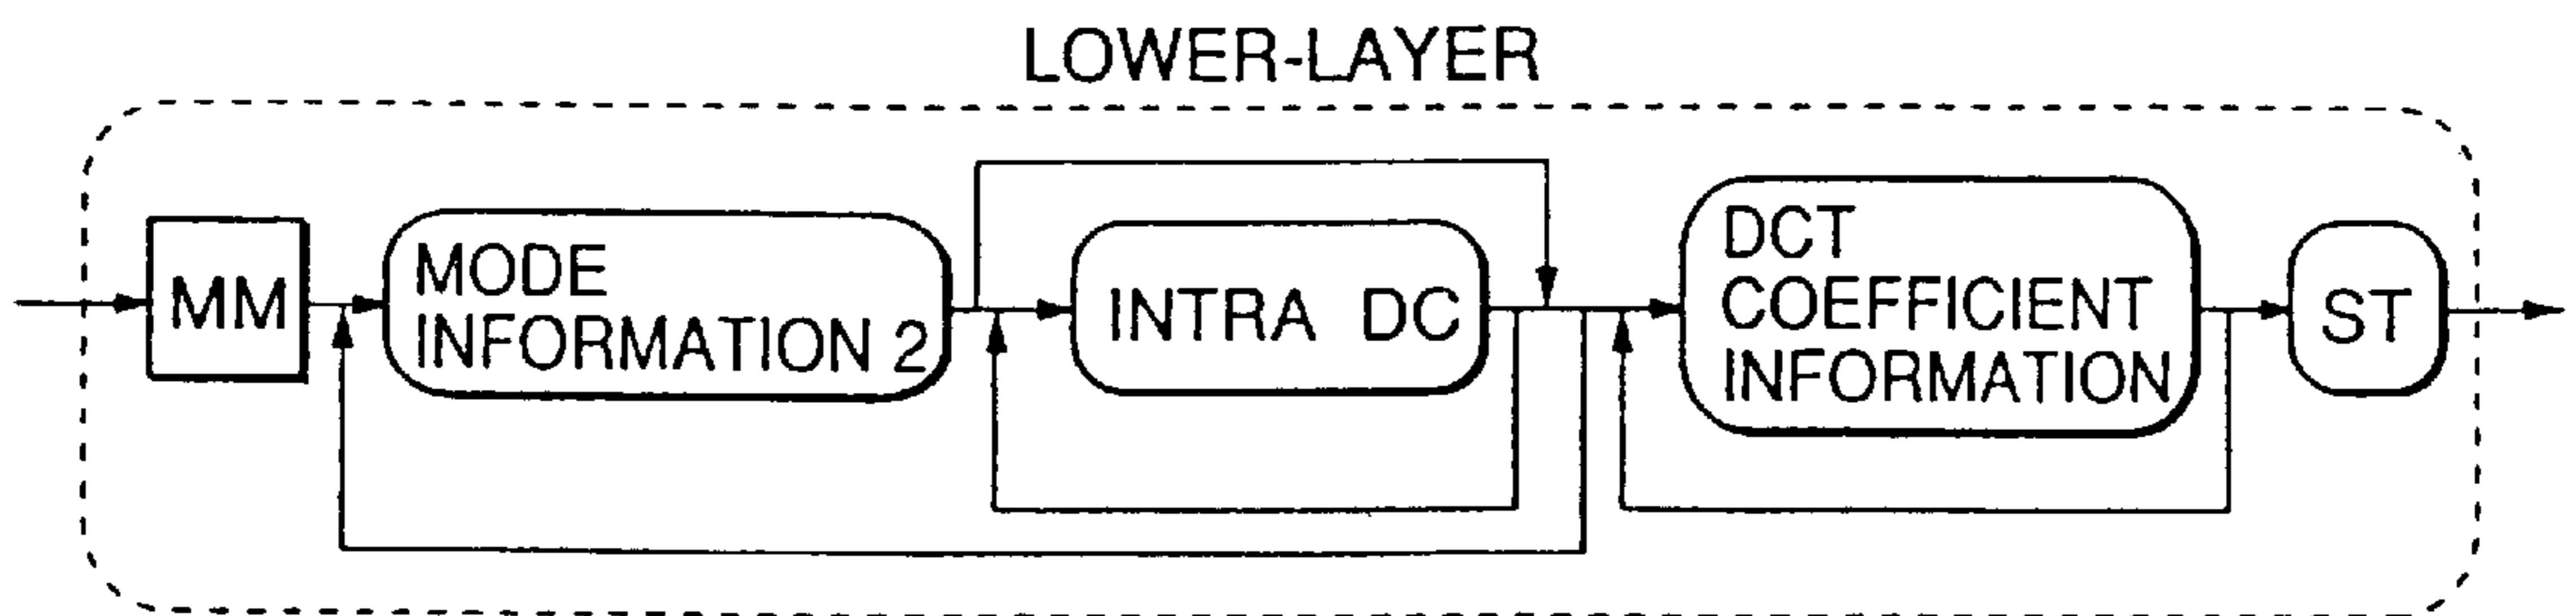 LOWER-LAYER
MM
MODE
INFORMATION 2
INTRA DC
DCT
COEFFICIENT
INFORMATION
ST